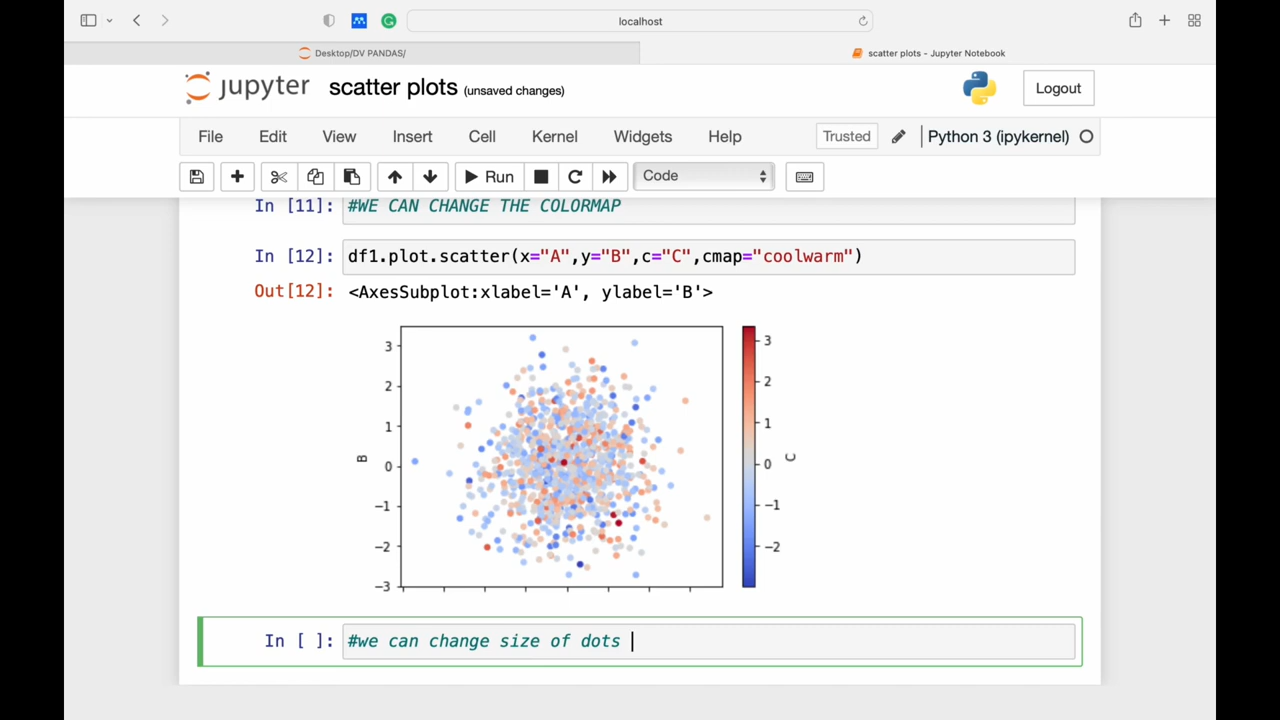 localhost
Desktop/DV PANDAS/
scatter plots - Jupyter Notebook
jupyter scatter plots (unsaved changes)
Logout
File Edit View Insert Cell Kernel Widgets Help
Trusted
Python 3 (ipykernel)
Run
Code
In [11]: #WE CAN CHANGE THE COLORMAP
In [12]: df1.plot.scatter(x="A",y="B",c="C",cmap="coolwarm")
Out[12]: <AxesSubplot:xlabel='A', ylabel='B'>
3
2
1
0
−1
−2
−3
B
3
2
1
0
−1
−2
C
In [ ]: #we can change size of dots